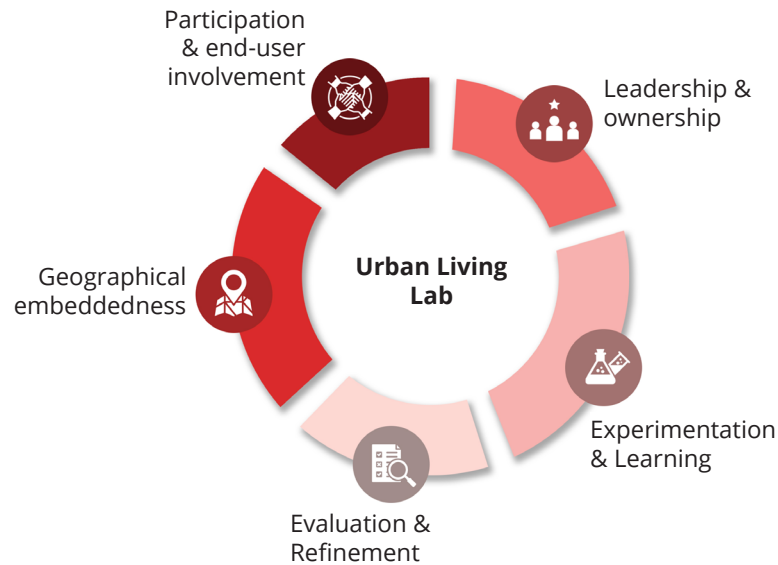 Participation
& end-user
involvement
Leadership &
ownership
Urban Living
Lab
Geographical
embeddedness
Experimentation
& Learning
Evaluation &
Refinement